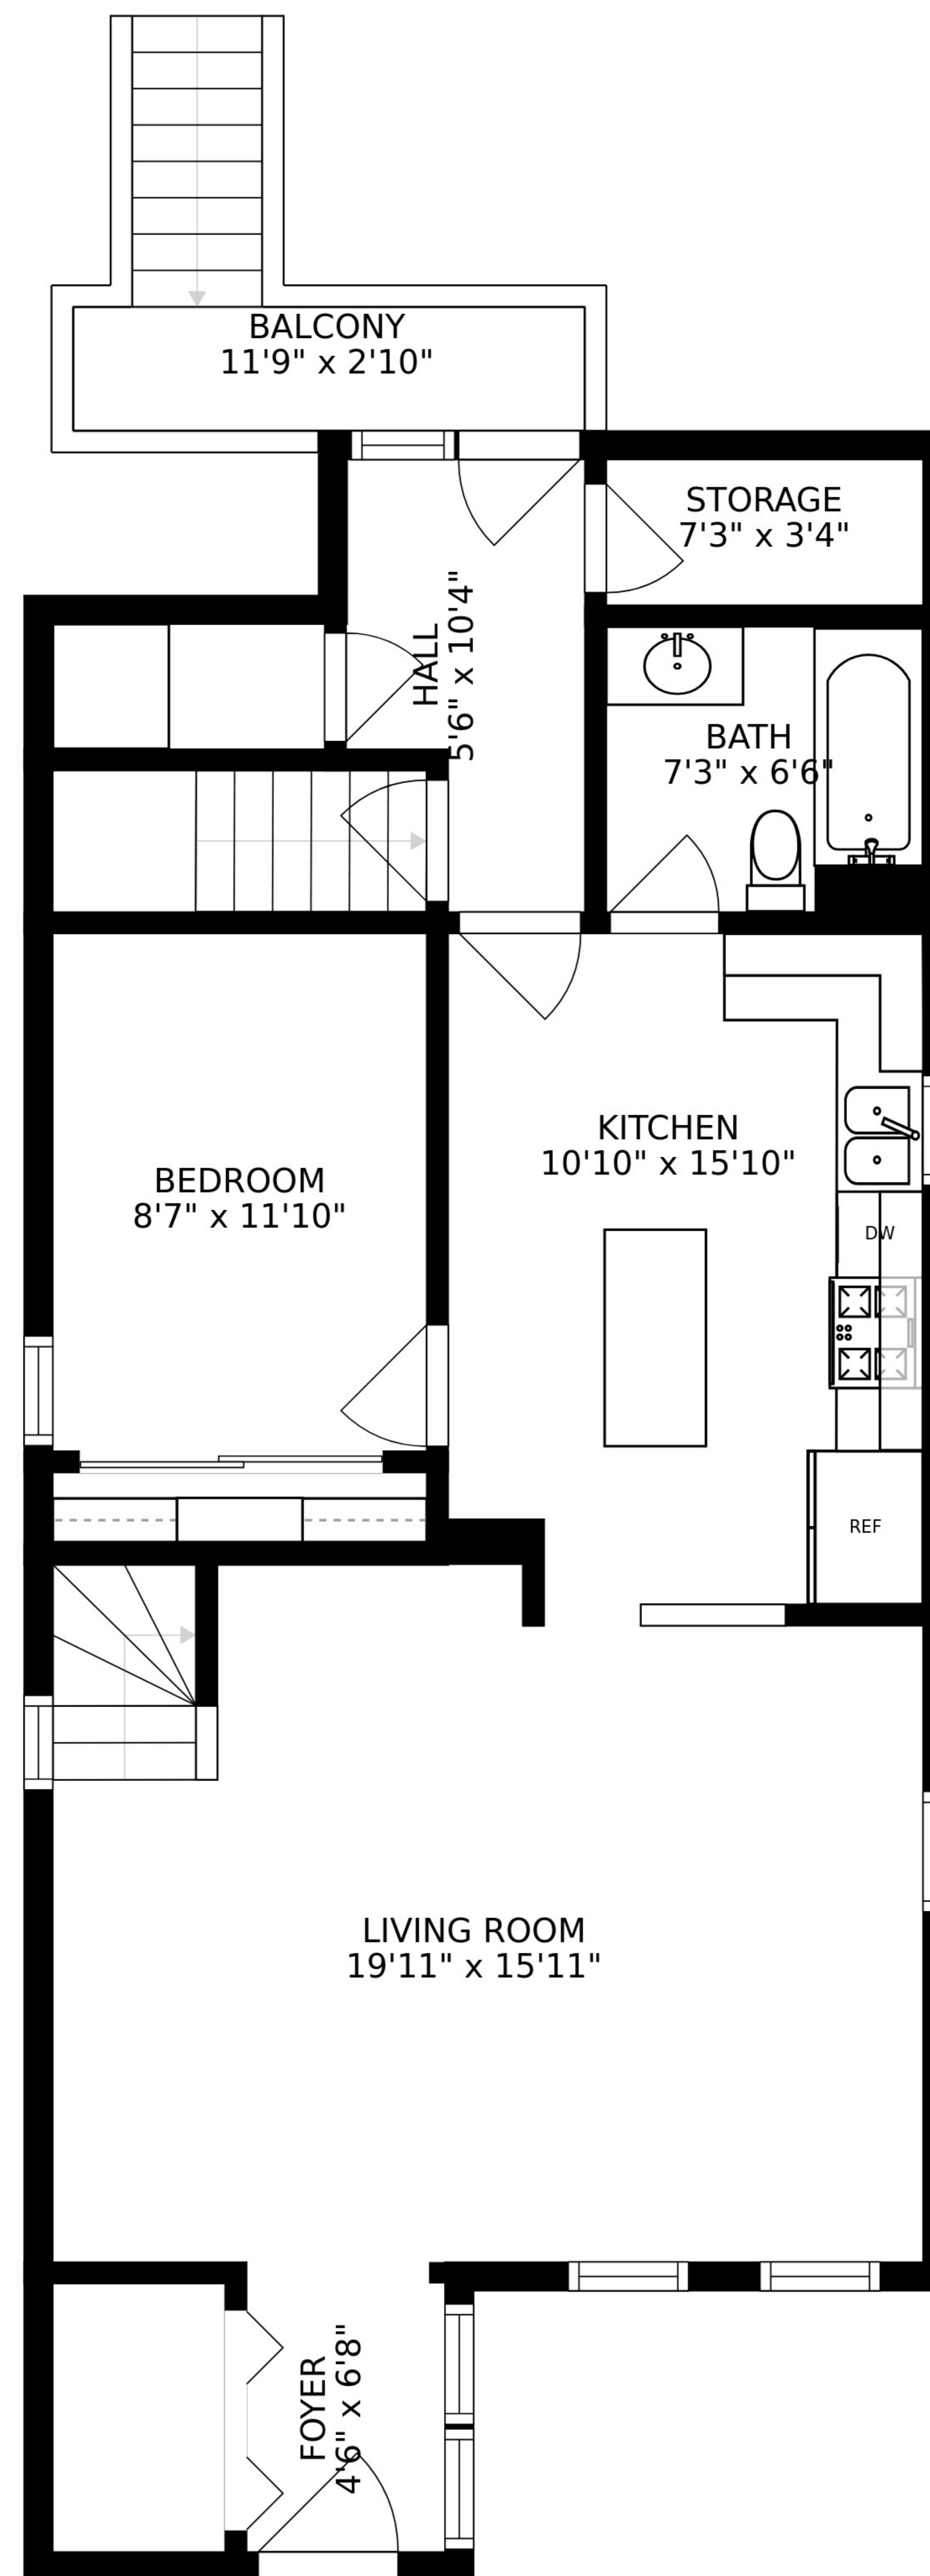 BALCONY
11'9" x 2'10"
STORAGE
7'3" x 3'4"
HALL
5'6" x 10'4"
BATH
7'3" x 6'6"
KITCHEN
10'10" x 15'10"
BEDROOM
8'7" x 11'10"
DW
REF
LIVING ROOM
19'11" x 15'11"
FOYER
4'6" x 6'8"